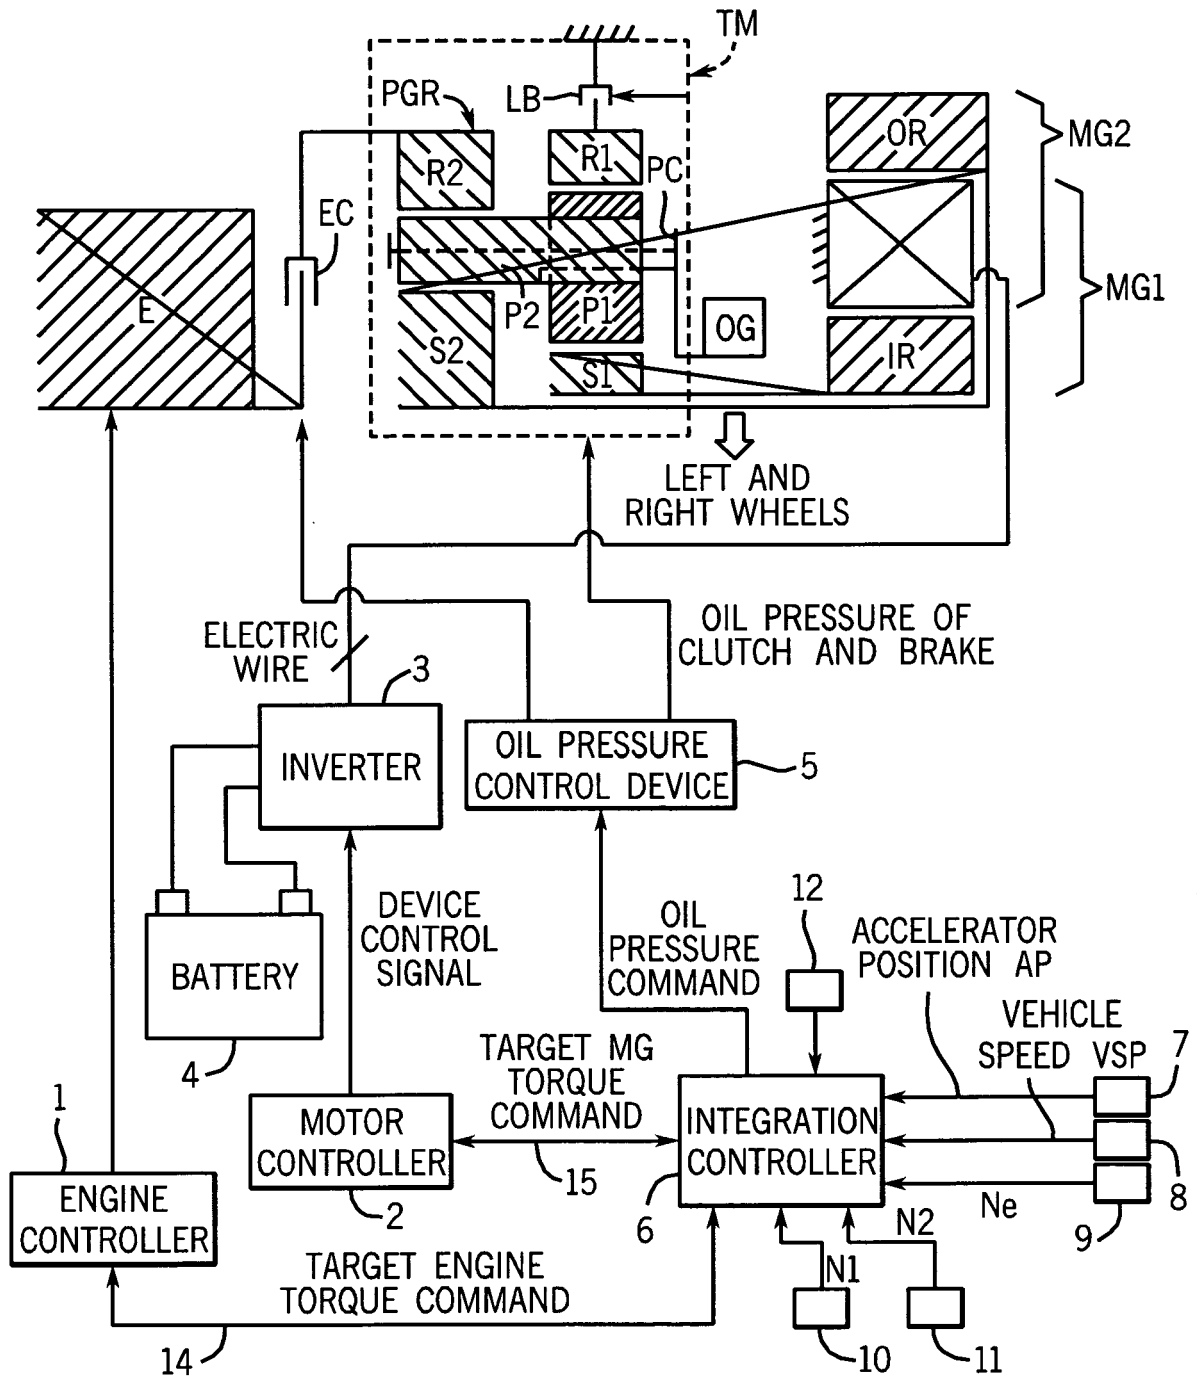 TM
LB
PGR
R2
R1
PC
OR
MG2
EC
E
P2
P1
S2
S1
OG
IR
MG1
LEFT AND
RIGHT WHEELS
ELECTRIC
WIRE
OIL PRESSURE OF
CLUTCH AND BRAKE
3
INVERTER
OIL PRESSURE
CONTROL DEVICE
5
BATTERY
4
DEVICE
CONTROL
SIGNAL
OIL
PRESSURE
COMMAND
12
ACCELERATOR
POSITION AP
VEHICLE
SPEED VSP
7
8
9
Ne
TARGET MG
TORQUE
COMMAND
15
1
MOTOR
CONTROLLER
2
INTEGRATION
CONTROLLER
6
ENGINE
CONTROLLER
N2
N1
TARGET ENGINE
TORQUE COMMAND
14
10
11